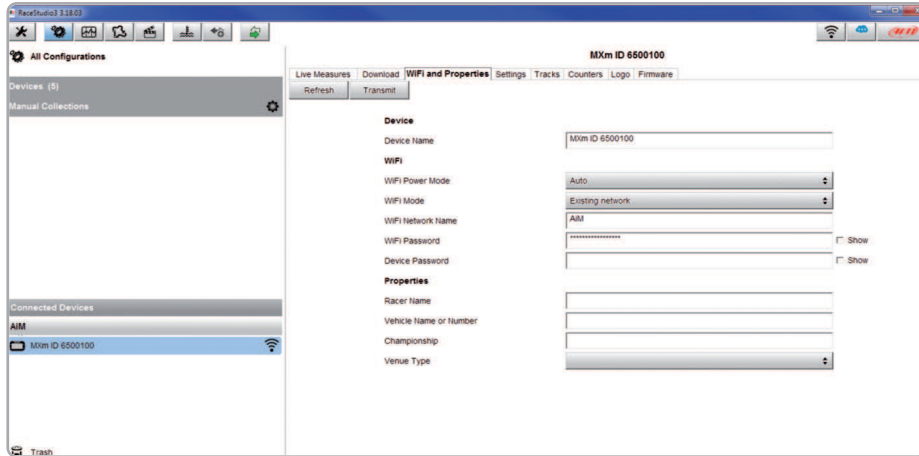 RaceStudio3 3.18.03
All Configurations
Devices (5)
Manual Collections
Connected Devices
AiM
MXm ID 6500100
Trash
MXm ID 6500100
Live Measures Download WiFi and Properties Settings Tracks Counters Logo Firmware
Refresh Transmit
Device
Device Name MXm ID 6500100
WiFi
WiFi Power Mode Auto
WiFi Mode Existing network
WiFi Network Name AiM
WiFi Password **************** Show
Device Password Show
Properties
Racer Name
Vehicle Name or Number
Championship
Venue Type